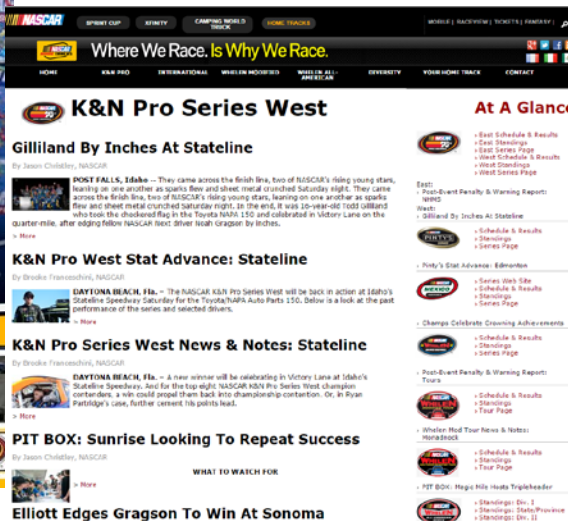 NASCAR SPRINT CUP XFINITY CAMPING WORLD TRUCK HOME TRACKS MOBILE | RACEVIEW | TICKETS | FANTASY |
Where We Race. Is Why We Race.
HOME K&N PRO INTERNATIONAL WHELEN MODIFIED WHELEN ALL-AMERICAN DIVERSITY YOUR HOME TRACK CONTACT
K&N Pro Series West
Gilliland By Inches At Stateline
By Jason Christley, NASCAR
POST FALLS, Idaho -- They came across the finish line, two of NASCAR's rising young stars,
leaning on one another as sparks flew and sheet metal crunched Saturday night. They came
across the finish line, two of NASCAR's rising young stars, leaning on one another as sparks
flew and sheet metal crunched Saturday night. In the end, it was 16-year-old Todd Gilliland
who took the checkered flag in the Toyota NAPA 150 and celebrated in Victory Lane on the
quarter-mile, after edging fellow NASCAR Next driver Noah Gragson by inches.
> More
K&N Pro West Stat Advance: Stateline
By Brooke Franceschini, NASCAR
DAYTONA BEACH, Fla. – The NASCAR K&N Pro Series West will be back in action at Idaho's
Stateline Speedway Saturday for the Toyota/NAPA Auto Parts 150. Below is a look at the past
performance of the series and selected drivers.
> More
K&N Pro Series West News & Notes: Stateline
By Brooke Franceschini, NASCAR
DAYTONA BEACH, Fla. – A new winner will be celebrating in Victory Lane at Idaho's
Stateline Speedway. And for the top eight NASCAR K&N Pro Series West champion
contenders, a win could propel them back into championship contention. Or, in Ryan
Partridge's case, further cement his points lead.
> More
PIT BOX: Sunrise Looking To Repeat Success
By Jason Christley, NASCAR
WHAT TO WATCH FOR
> More
Elliott Edges Gragson To Win At Sonoma
At A Glance
› East Schedule & Results
› East Standings
› East Series Page
› West Schedule & Results
› West Standings
› West Series Page
East:
› Post-Event Penalty & Warning Report:
NHMS
West:
› Gilliland By Inches At Stateline
PINTY'S
› Schedule & Results
› Standings
› Series Page
› Pinty's Stat Advance: Edmonton
MEXICO
› Series Web Site
› Schedule & Results
› Standings
› Series Page
› Champs Celebrate Crowning Achievements
› Schedule & Results
› Standings
› Series Page
› Post-Event Penalty & Warning Report:
Tours
WHELEN
› Schedule & Results
› Standings
› Tour Page
› Whelen Mod Tour News & Notes:
Monadnock
WHELEN
› Schedule & Results
› Standings
› Tour Page
› PIT BOX: Magic Mile Hosts Tripleheader
WHELEN
› Standings: Div. I
› Standings: State/Province
› Standings: Div. II